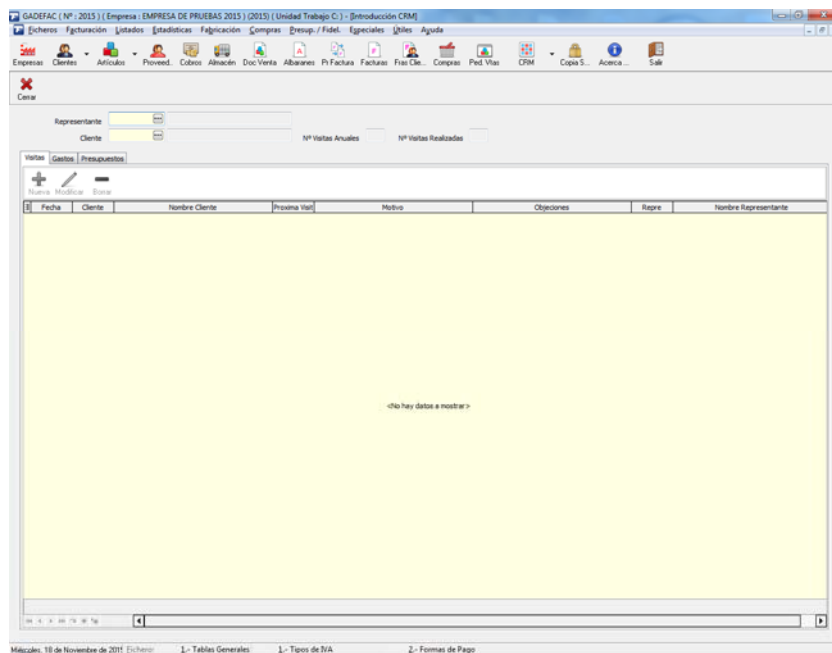 GADEFAC ( Nº : 2015 ) ( Empresa : EMPRESA DE PRUEBAS 2015 ) (2015) ( Unidad Trabajo C: ) - [Introducción CRM]
Ficheros Facturación Listados Estadísticas Fabricación Compras Presup. / Fidel. Especiales Útiles Ayuda
Empresas Clientes Artículos Proveed.. Cobros Almacén Doc Venta Albaranes Pr Factura Facturas Fras Clie... Compras Ped. Vtas CRM Copia S... Acerca ... Salir
Cerrar
Representante
Cliente Nº Visitas Anuales Nº Visitas Realizadas
Visitas Gastos Presupuestos
Nueva Modificar Borrar
Fecha Cliente Nombre Cliente Proxima Visit Motivo Objeciones Repre Nombre Representante
<No hay datos a mostrar>
Miércoles, 18 de Noviembre de 2015 Ficheros 1.- Tablas Generales 1.- Tipos de IVA 2.- Formas de Pago